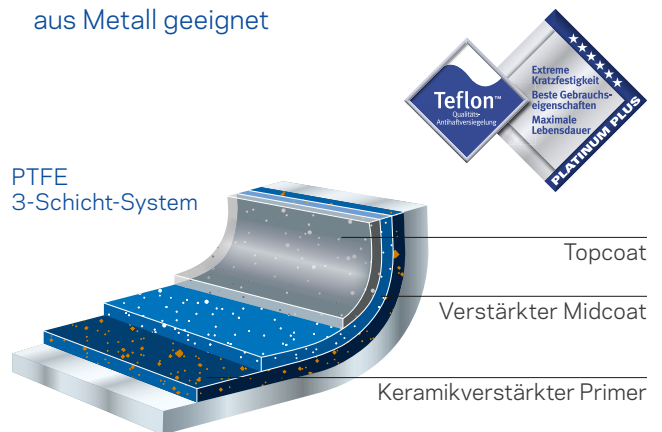 aus Metall geeignet
Teflon™
Qualitäts-
Antihaftversiegelung
Extreme
Kratzfestigkeit
Beste Gebrauchs-
eigenschaften
Maximale
Lebensdauer
PLATINUM PLUS
PTFE
3-Schicht-System
Topcoat
Verstärkter Midcoat
Keramikverstärkter Primer